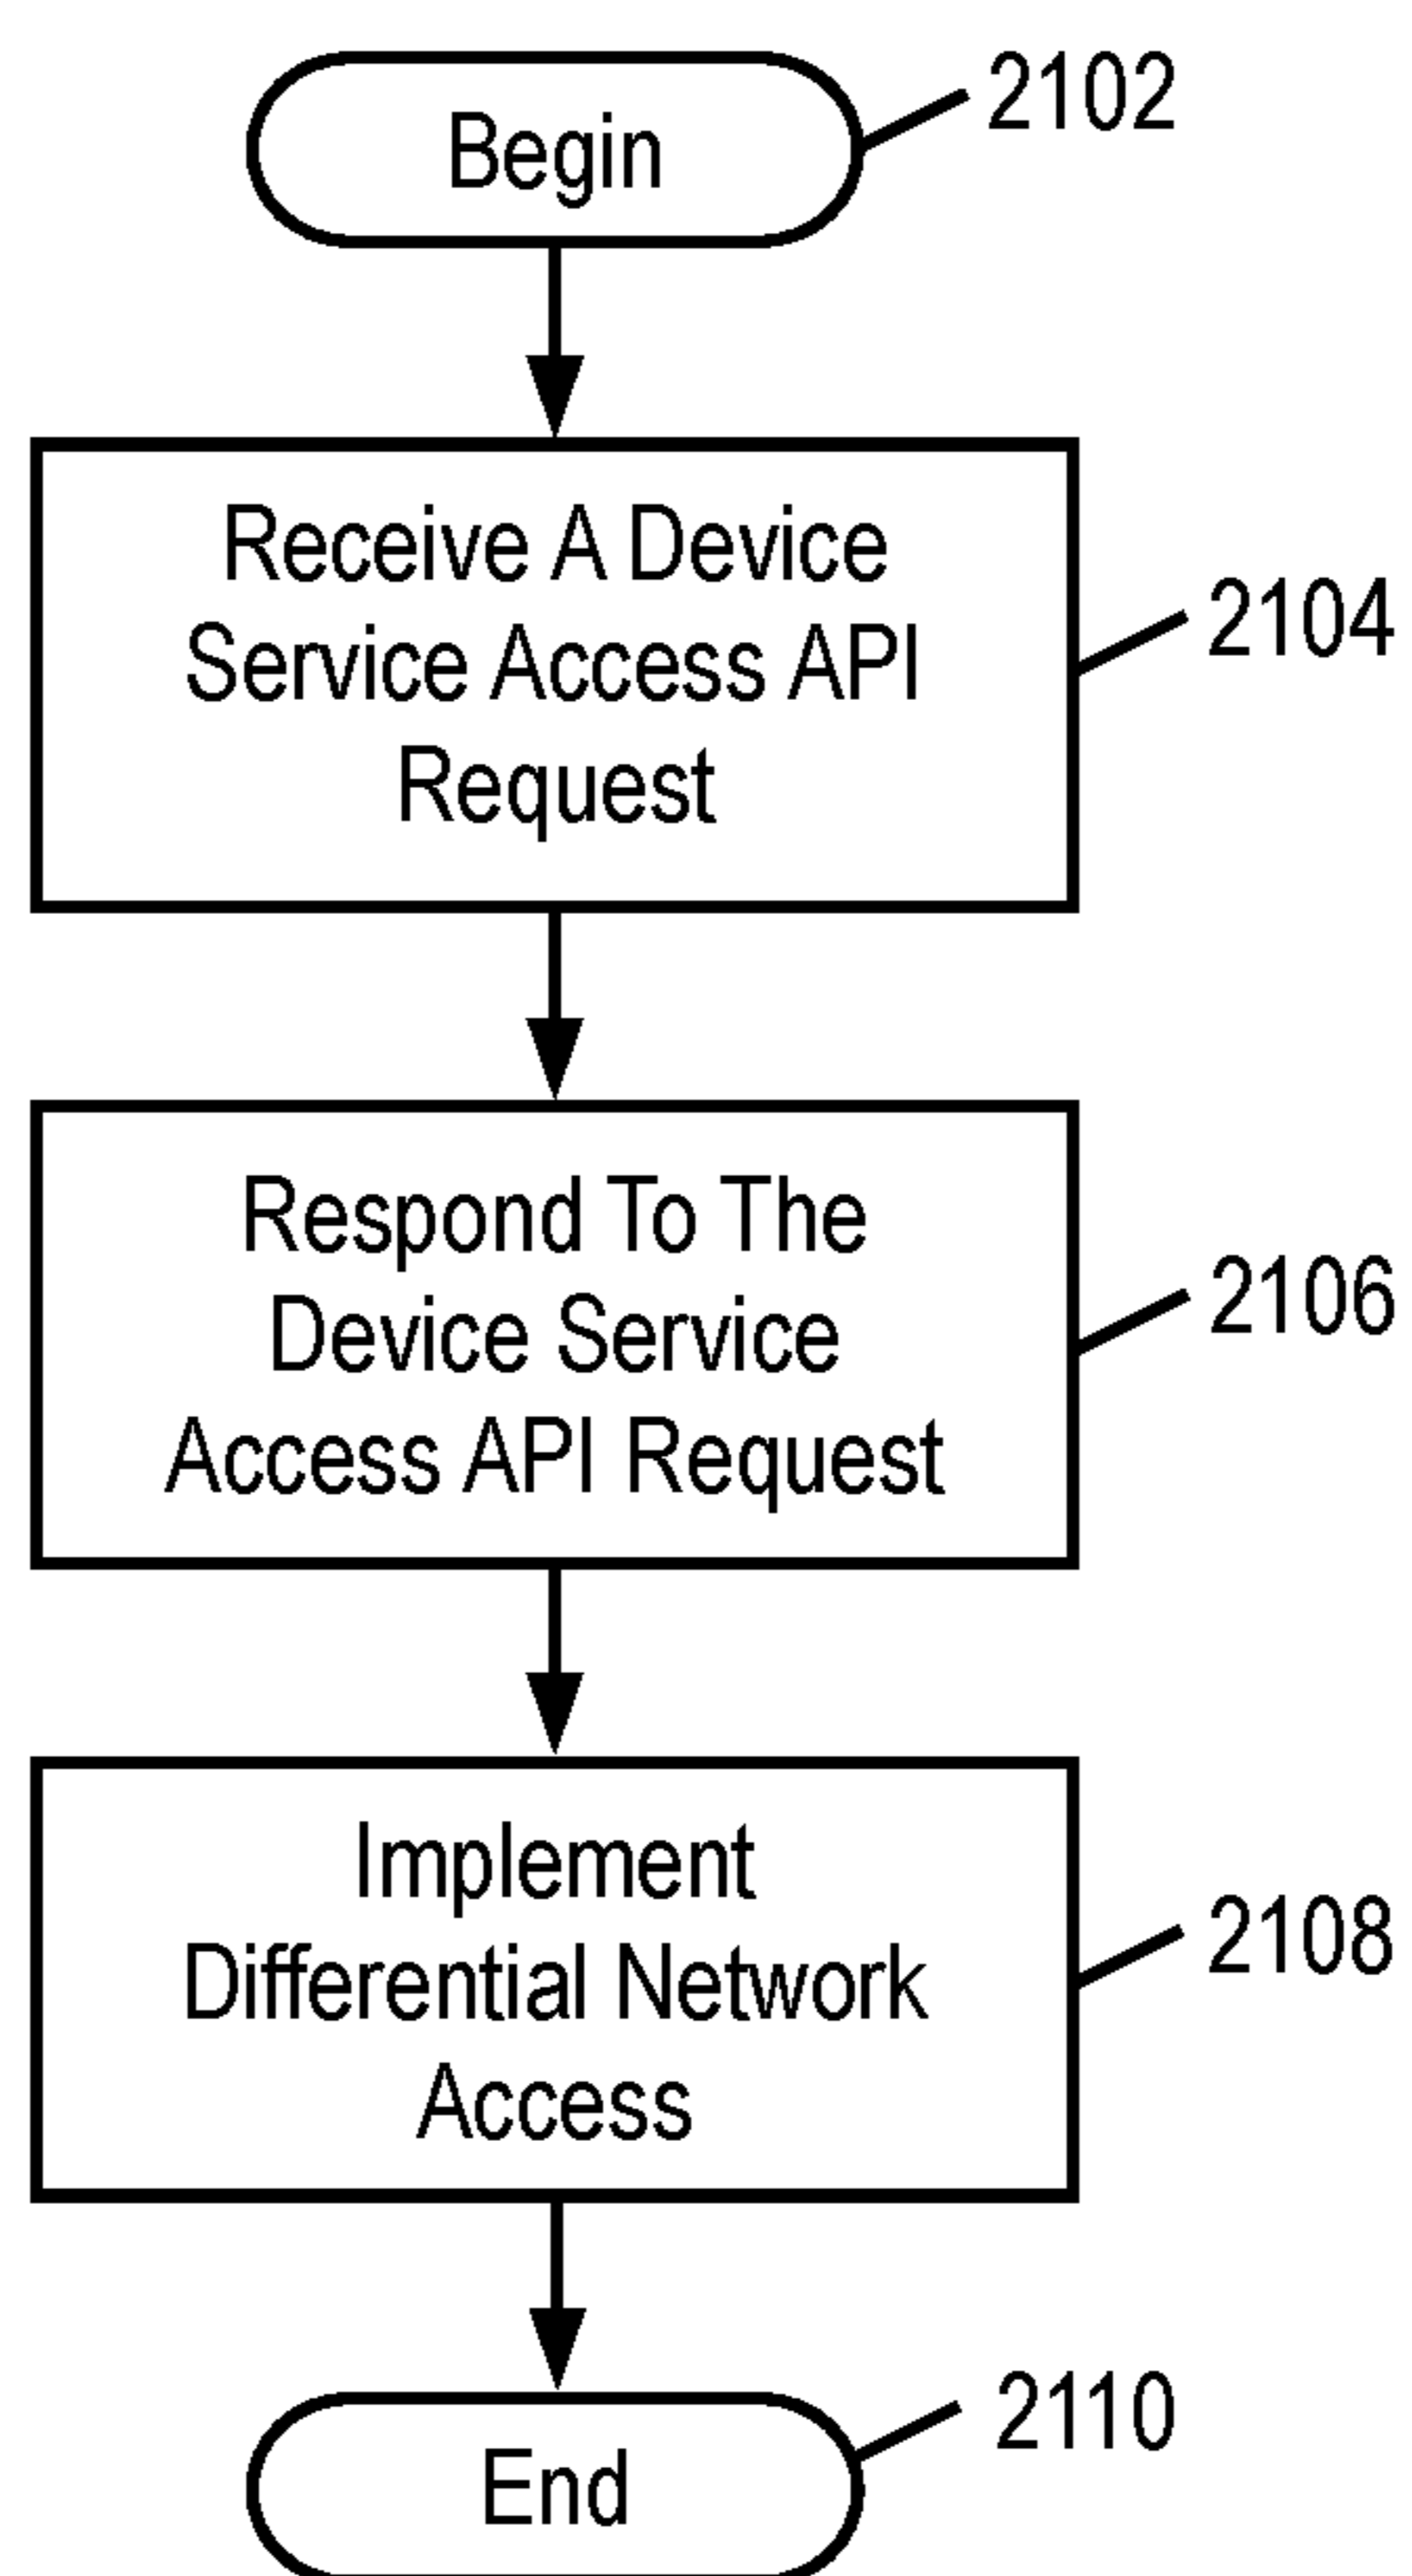 Begin
2102
Receive A Device
Service Access API
Request
2104
Respond To The
Device Service
Access API Request
2106
Implement
Differential Network
Access
2108
End
2110